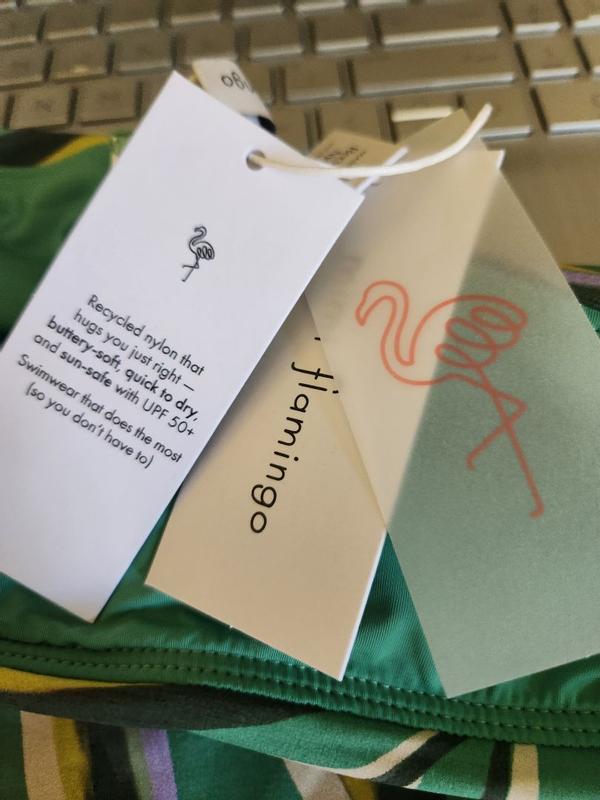 Recycled nylon that
hugs you just right –
buttery-soft, quick to dry,
and sun-safe with UPF 50+
Swimwear that does the most
(so you don't have to)
flamingo